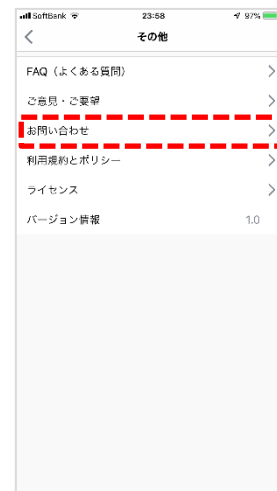 SoftBank 23:58 97%
その他
FAQ（よくある質問）
ご意見・ご要望
お問い合わせ
利用規約とポリシー
ライセンス
バージョン情報 1.0